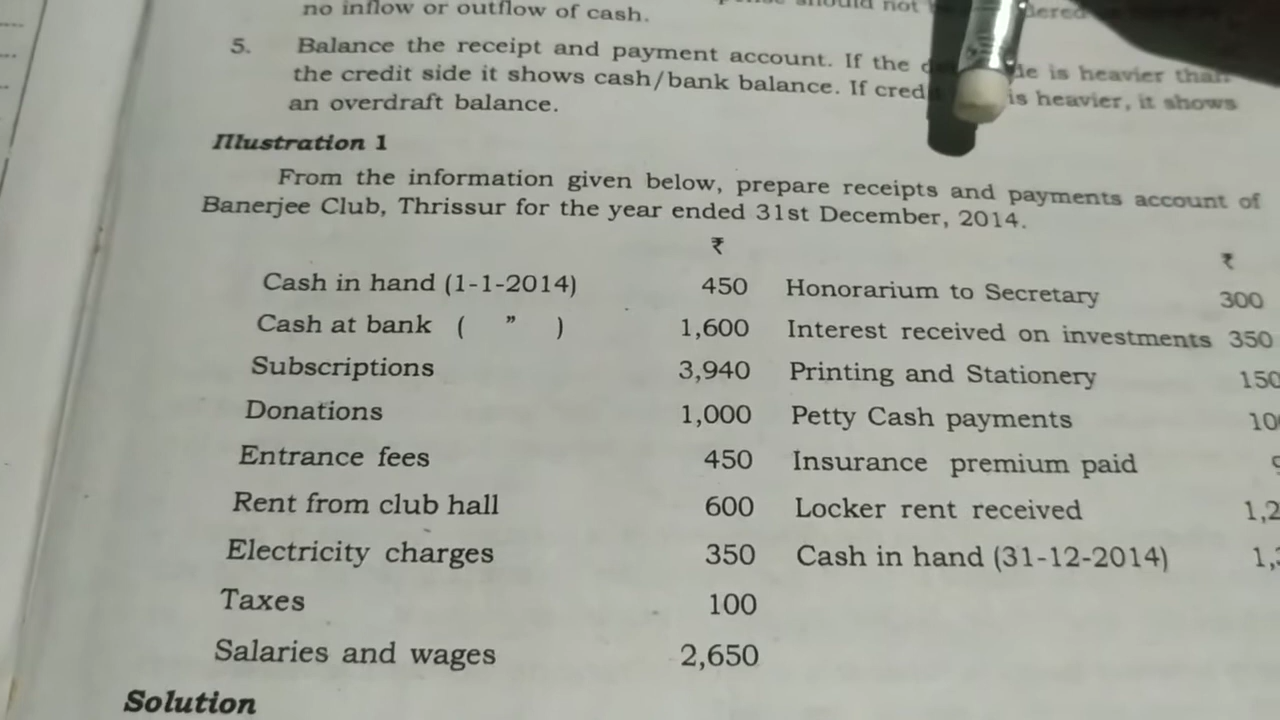 no inflow or outflow of cash.
should not
5. Balance the receipt and payment account. If the is heavier than
the credit side it shows cash/bank balance. If is heavier, it shows
an overdraft balance.
Illustration 1
From the information given below, prepare receipts and payments account of
Banerjee Club, Thrissur for the year ended 31st December, 2014.
₹ ₹
Cash in hand (1-1-2014) 450 Honorarium to Secretary 300
Cash at bank ( " ) 1,600 Interest received on investments 350
Subscriptions 3,940 Printing and Stationery 150
Donations 1,000 Petty Cash payments
Entrance fees 450 Insurance premium paid
Rent from club hall 600 Locker rent received
Electricity charges 350 Cash in hand (31-12-2014)
Taxes 100
Salaries and wages 2,650
Solution